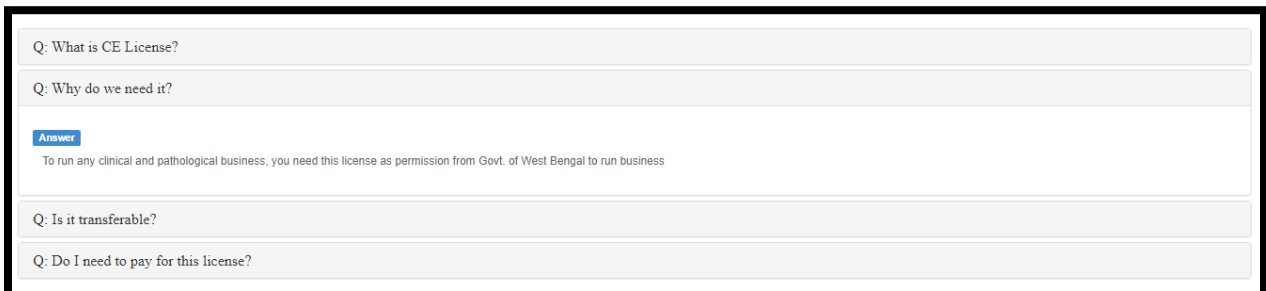 Q: What is CE License?
Q: Why do we need it?
Answer
To run any clinical and pathological business, you need this license as permission from Govt. of West Bengal to run business
Q: Is it transferable?
Q: Do I need to pay for this license?